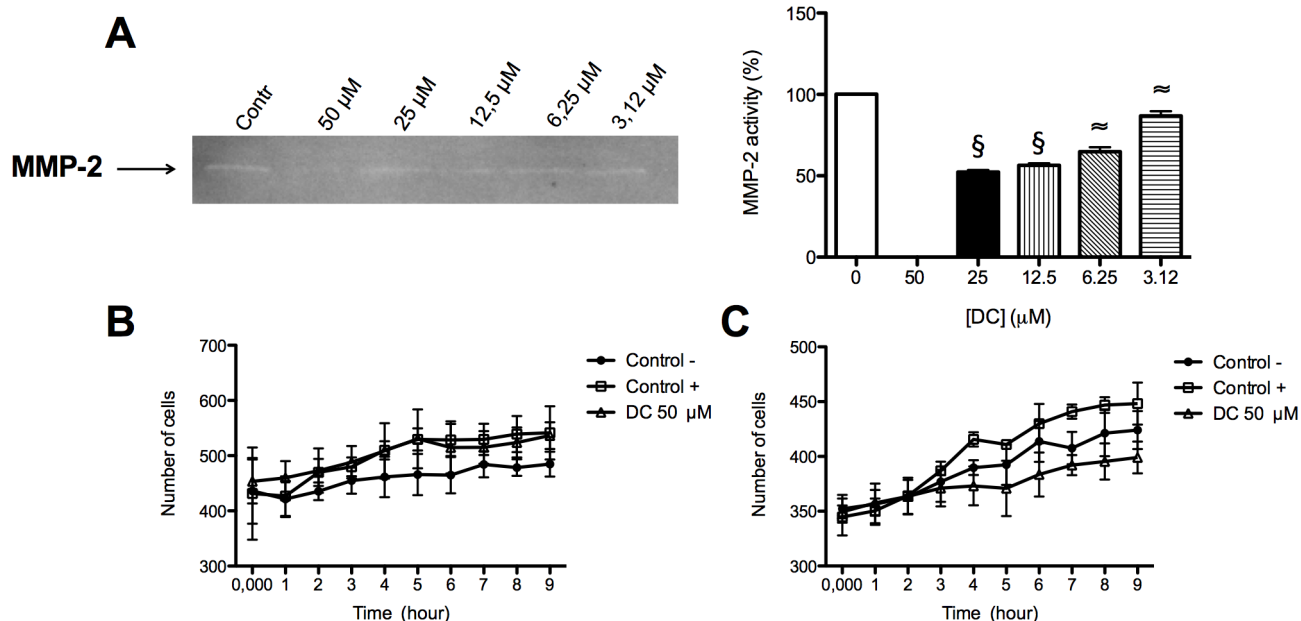 A
Contr
50 µM
25 µM
12,5 µM
6,25 µM
3,12 µM
MMP-2
MMP-2 activity (%)
150
100
50
0
§
§
≈
≈
0 50 25 12.5 6.25 3.12
[DC] (µM)
B
Number of cells
700
600
500
400
300
0,000 1 2 3 4 5 6 7 8 9
Time (hour)
Control -
Control +
DC 50 µM
C
Number of cells
500
450
400
350
300
0,000 1 2 3 4 5 6 7 8 9
Time (hour)
Control -
Control +
DC 50 µM